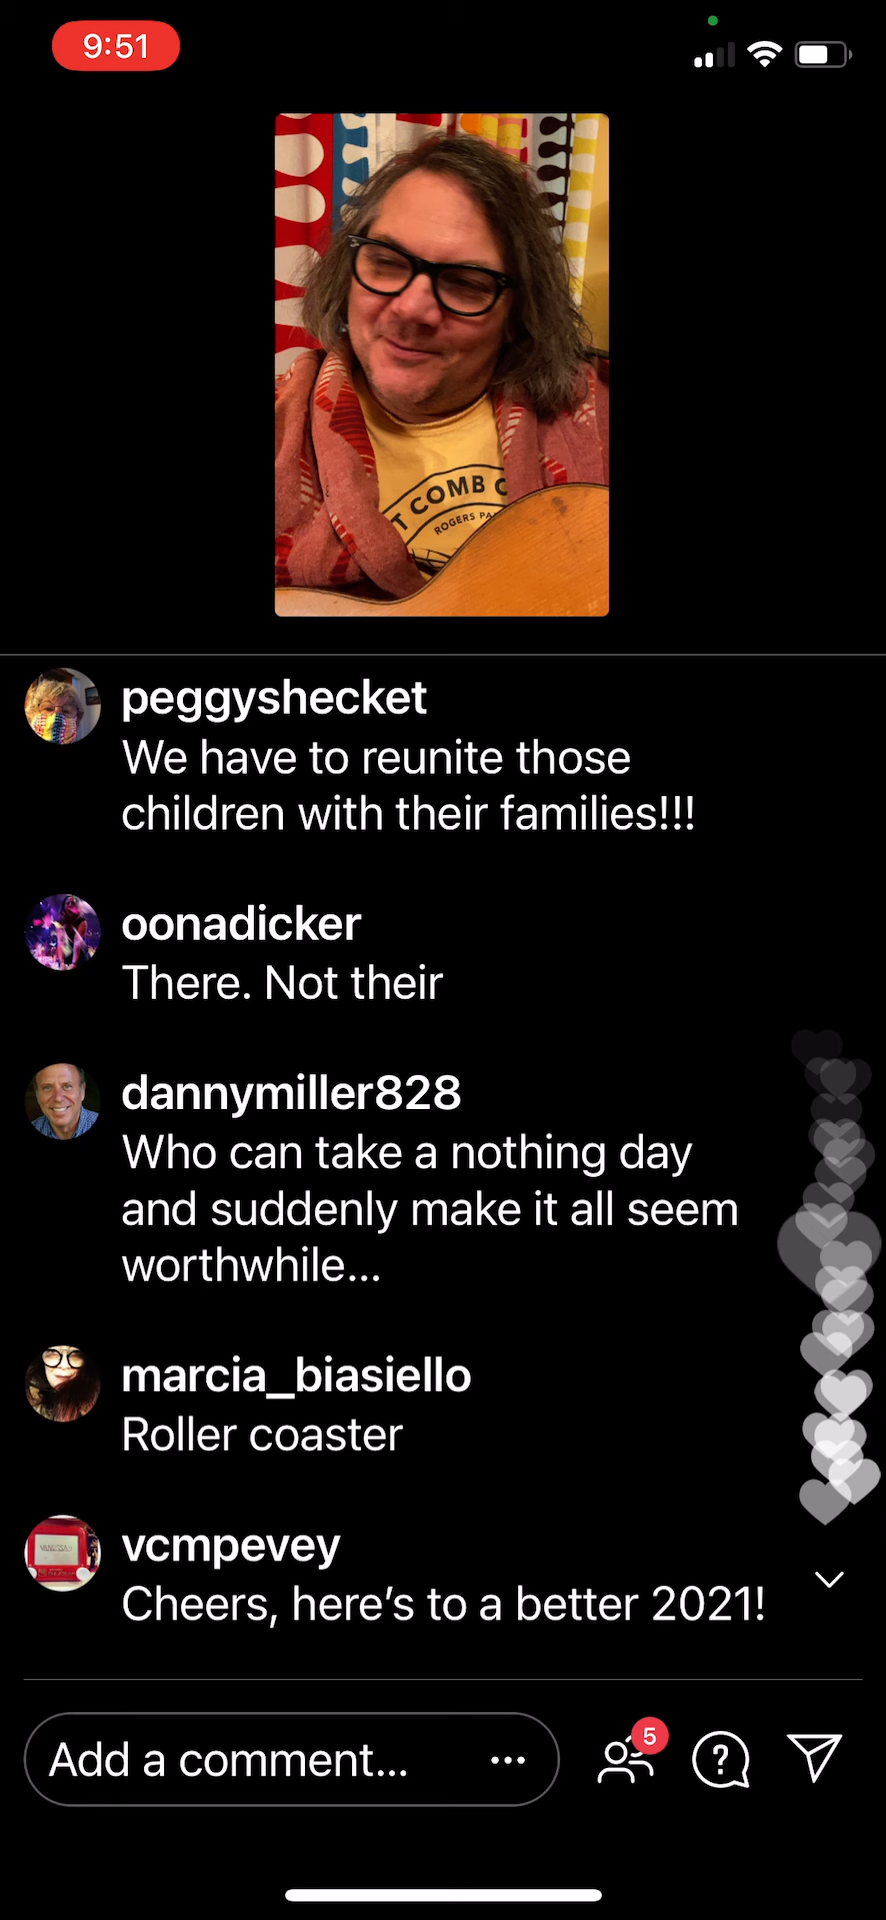 9:51
T COMB C
ROGERS PA
peggyshecket
We have to reunite those
children with their families!!!
oonadicker
There. Not their
dannymiller828
Who can take a nothing day
and suddenly make it all seem
worthwhile...
marcia_biasiello
Roller coaster
vcmpevey
Cheers, here’s to a better 2021!
Add a comment...
5
?